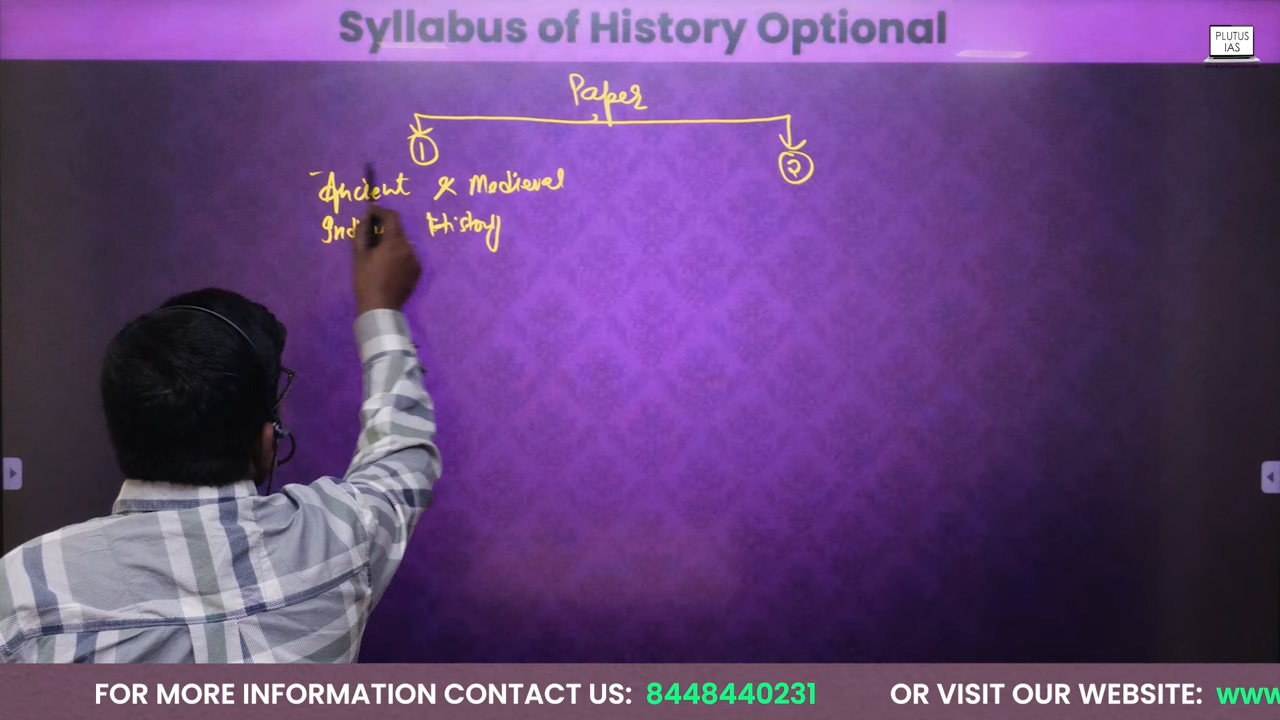 Syllabus of History Optional
PLUTUS
IAS
Paper
1
2
Ancient & Medieval
History
FOR MORE INFORMATION CONTACT US: 8448440231
OR VISIT OUR WEBSITE: www